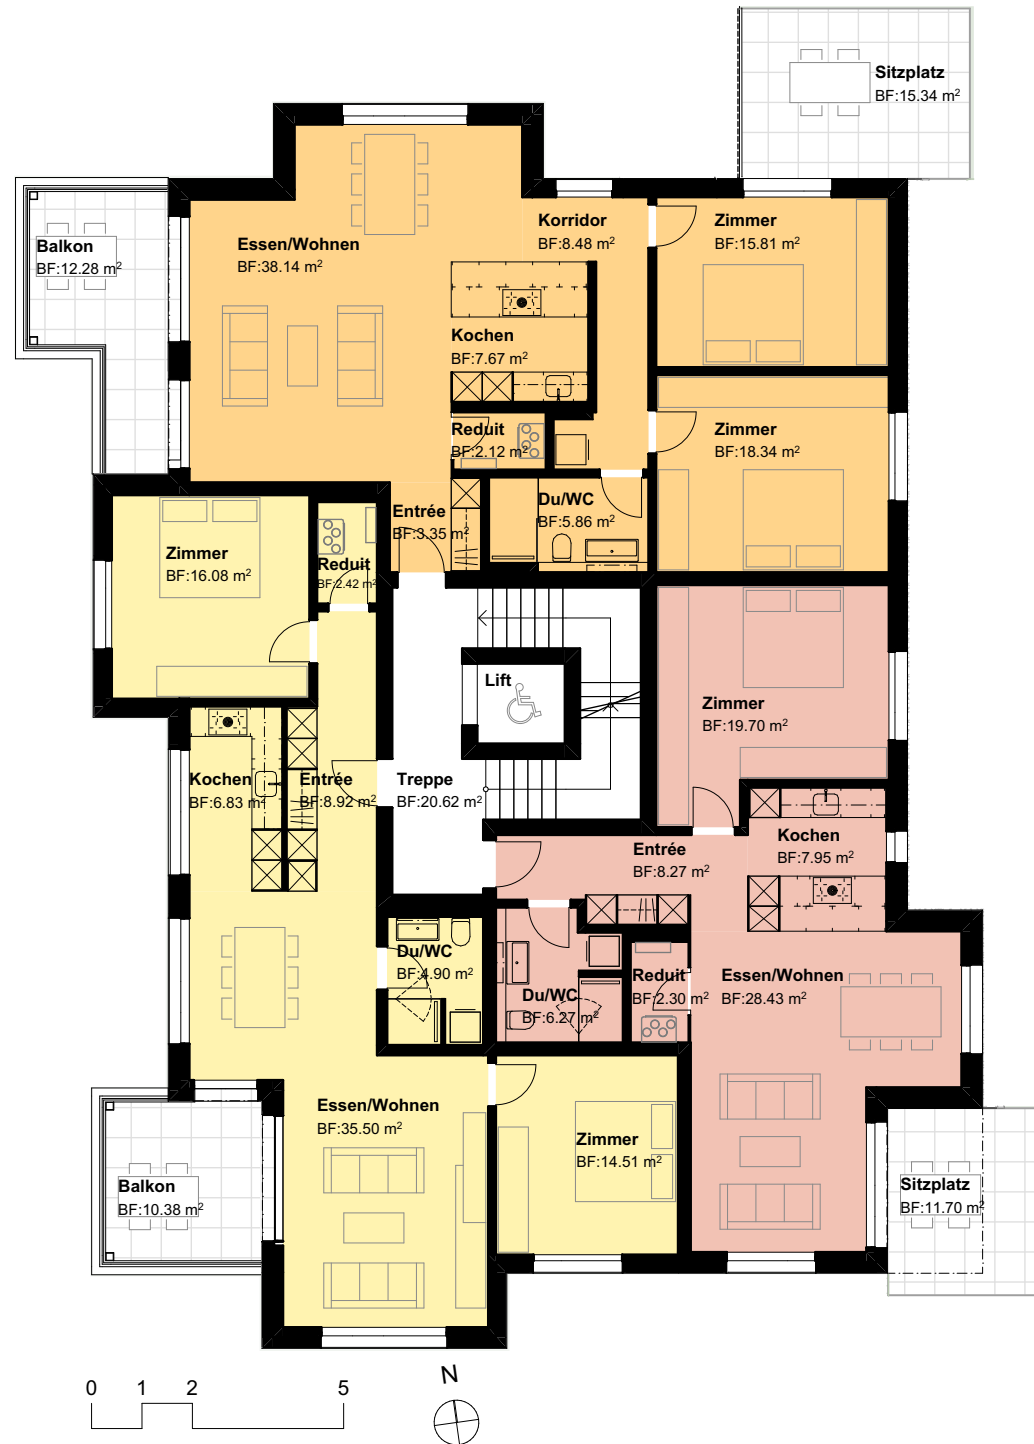 Sitzplatz
BF:15.34 m²
Balkon
BF:12.28 m²
Essen/Wohnen
BF:38.14 m²
Korridor
BF:8.48 m²
Zimmer
BF:15.81 m²
Kochen
BF:7.67 m²
Reduit
BF:2.12 m²
Zimmer
BF:18.34 m²
Entrée
BF:3.35 m²
Du/WC
BF:5.86 m²
Zimmer
BF:16.08 m²
Reduit
BF:2.42 m²
Lift
Zimmer
BF:19.70 m²
Kochen
BF:6.83 m²
Entrée
BF:8.92 m²
Treppe
BF:20.62 m²
Entrée
BF:8.27 m²
Kochen
BF:7.95 m²
Du/WC
BF:4.90 m²
Du/WC
BF:6.27 m²
Reduit
BF:2.30 m²
Essen/Wohnen
BF:28.43 m²
Essen/Wohnen
BF:35.50 m²
Zimmer
BF:14.51 m²
Balkon
BF:10.38 m²
Sitzplatz
BF:11.70 m²
0 1 2 5
N